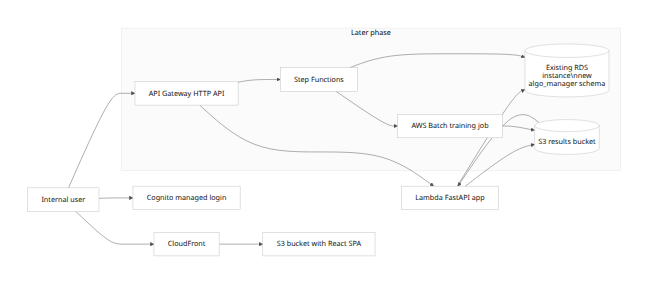 Later phase
Existing RDS
instance\nnew
algo_manager schema
Step Functions
API Gateway HTTP API
AWS Batch training job
S3 results bucket
Internal user
Cognito managed login
Lambda FastAPI app
CloudFront
S3 bucket with React SPA